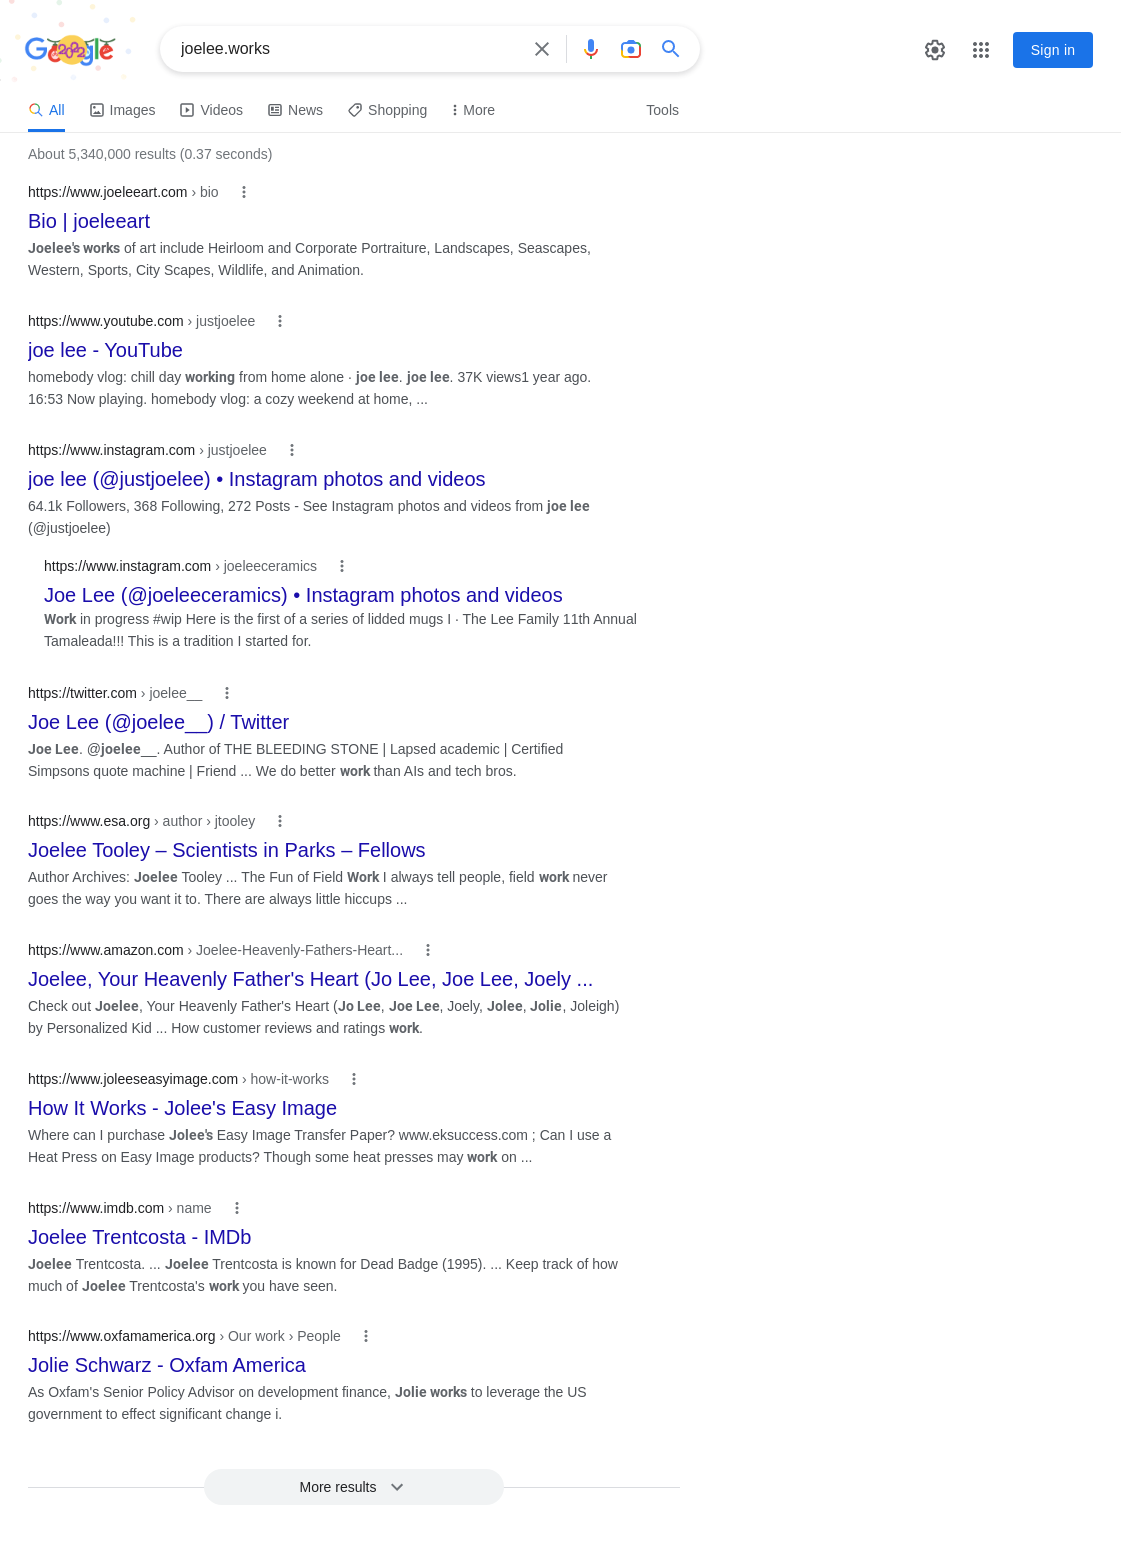 Google
joelee.works
Sign in
All Images Videos News Shopping More Tools
About 5,340,000 results (0.37 seconds)
https://www.joeleeart.com › bio
Bio | joeleeart
Joelee's works of art include Heirloom and Corporate Portraiture, Landscapes, Seascapes,
Western, Sports, City Scapes, Wildlife, and Animation.
https://www.youtube.com › justjoelee
joe lee - YouTube
homebody vlog: chill day working from home alone · joe lee. joe lee. 37K views1 year ago.
16:53 Now playing. homebody vlog: a cozy weekend at home, ...
https://www.instagram.com › justjoelee
joe lee (@justjoelee) • Instagram photos and videos
64.1k Followers, 368 Following, 272 Posts - See Instagram photos and videos from joe lee
(@justjoelee)
https://www.instagram.com › joeleeceramics
Joe Lee (@joeleeceramics) • Instagram photos and videos
Work in progress #wip Here is the first of a series of lidded mugs I · The Lee Family 11th Annual
Tamaleada!!! This is a tradition I started for.
https://twitter.com › joelee__
Joe Lee (@joelee__) / Twitter
Joe Lee. @joelee__. Author of THE BLEEDING STONE | Lapsed academic | Certified
Simpsons quote machine | Friend ... We do better work than AIs and tech bros.
https://www.esa.org › author › jtooley
Joelee Tooley – Scientists in Parks – Fellows
Author Archives: Joelee Tooley ... The Fun of Field Work I always tell people, field work never
goes the way you want it to. There are always little hiccups ...
https://www.amazon.com › Joelee-Heavenly-Fathers-Heart...
Joelee, Your Heavenly Father's Heart (Jo Lee, Joe Lee, Joely ...
Check out Joelee, Your Heavenly Father's Heart (Jo Lee, Joe Lee, Joely, Jolee, Jolie, Joleigh)
by Personalized Kid ... How customer reviews and ratings work.
https://www.joleeseasyimage.com › how-it-works
How It Works - Jolee's Easy Image
Where can I purchase Jolee's Easy Image Transfer Paper? www.eksuccess.com ; Can I use a
Heat Press on Easy Image products? Though some heat presses may work on ...
https://www.imdb.com › name
Joelee Trentcosta - IMDb
Joelee Trentcosta. ... Joelee Trentcosta is known for Dead Badge (1995). ... Keep track of how
much of Joelee Trentcosta's work you have seen.
https://www.oxfamamerica.org › Our work › People
Jolie Schwarz - Oxfam America
As Oxfam's Senior Policy Advisor on development finance, Jolie works to leverage the US
government to effect significant change i.
More results